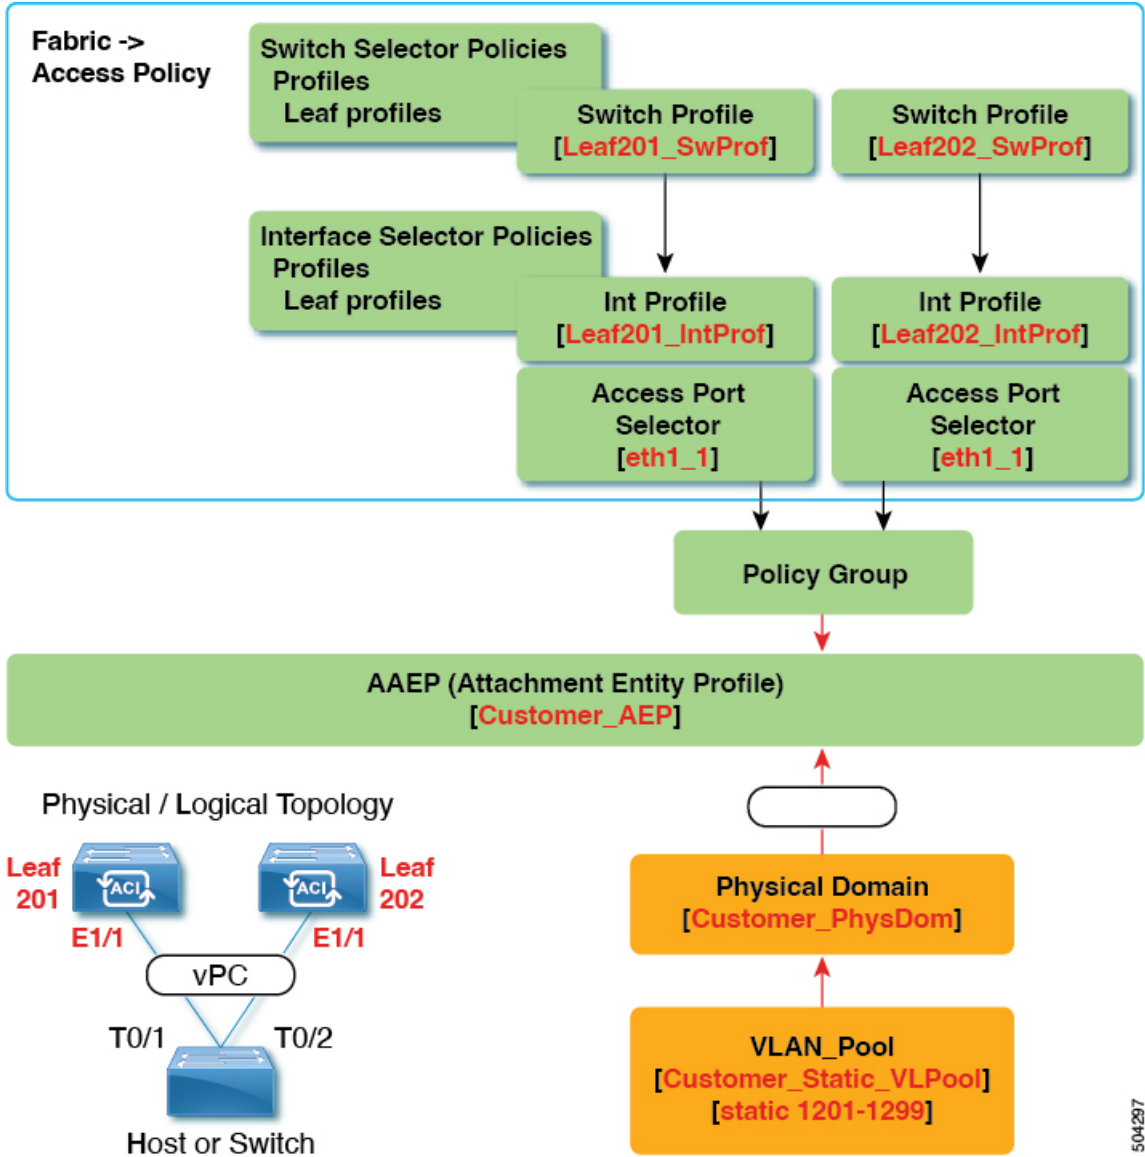 Fabric ->
Access Policy
Switch Selector Policies
Profiles
Leaf profiles
Switch Profile
[Leaf201_SwProf]
Switch Profile
[Leaf202_SwProf]
Interface Selector Policies
Profiles
Leaf profiles
Int Profile
[Leaf201_IntProf]
Int Profile
[Leaf202_IntProf]
Access Port
Selector
[eth1_1]
Access Port
Selector
[eth1_1]
Policy Group
AAEP (Attachment Entity Profile)
[Customer_AEP]
Physical / Logical Topology
Leaf
201
ACI
ACI
Leaf
202
E1/1
E1/1
vPC
T0/1
T0/2
Host or Switch
Physical Domain
[Customer_PhysDom]
VLAN_Pool
[Customer_Static_VLPool]
[static 1201-1299]
504297